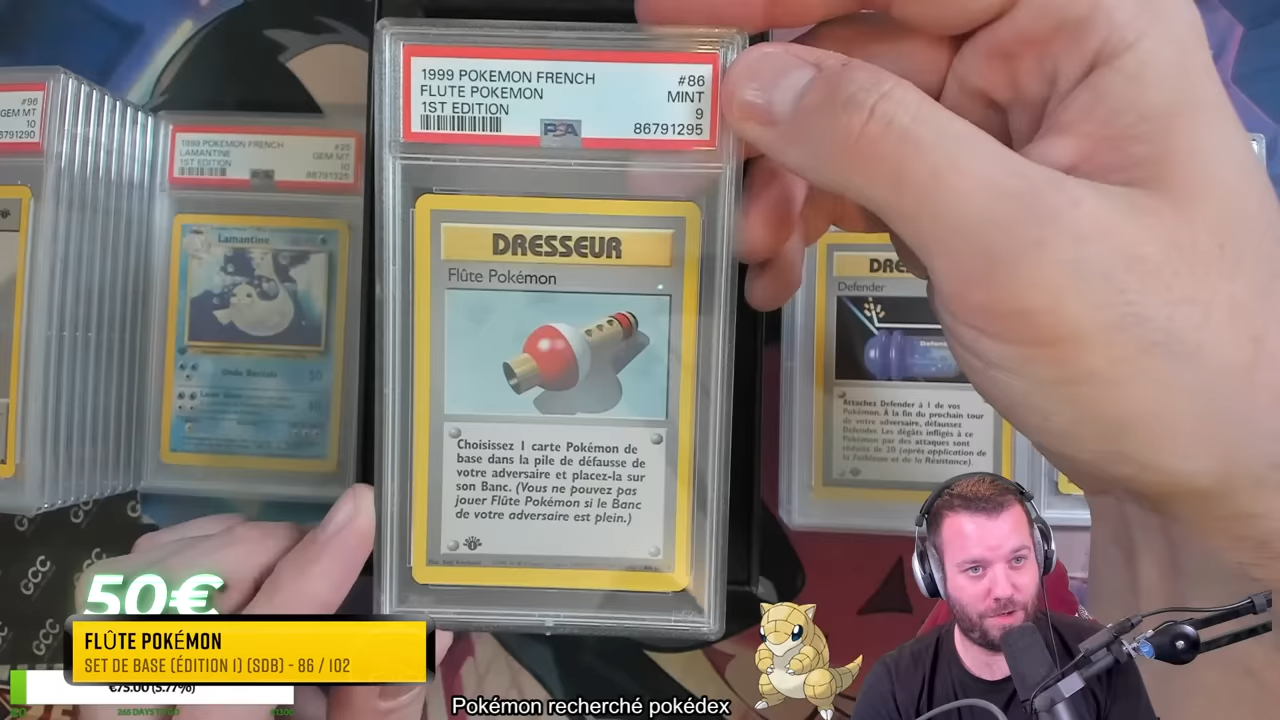 #96
GEM MT
10
86791290
1999 POKEMON FRENCH
LAMANTINE
1ST EDITION
#25
GEM MT
10
86791325
Lamantine
Onde Boréale
50
1999 POKEMON FRENCH
FLUTE POKEMON
1ST EDITION
#86
MINT
9
86791295
PSA
DRESSEUR
Flûte Pokémon
Choisissez 1 carte Pokémon de
base dans la pile de défausse de
votre adversaire et placez-la sur
son Banc. (Vous ne pouvez pas
jouer Flûte Pokémon si le Banc
de votre adversaire est plein.)
DRES
Defender
Attachez Defender à 1 de vos
Pokémon. À la fin du prochain tour
de votre adversaire, défaussez
Defender. Les dégâts infligés à ce
Pokémon par des attaques sont
réduits de 20 (après application de
la Faiblesse et de la Résistance).
GCC
50€
FLÛTE POKÉMON
SET DE BASE (ÉDITION 1) (SDB) - 86 / 102
€75.00 (5.77%)
Pokémon recherché pokédex